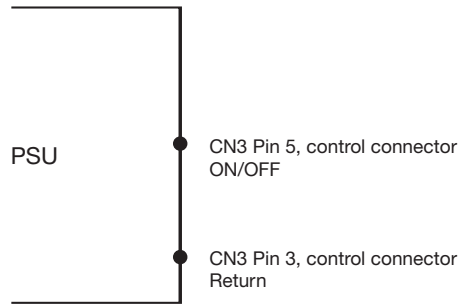 PSU
CN3 Pin 5, control connector
ON/OFF
CN3 Pin 3, control connector
Return